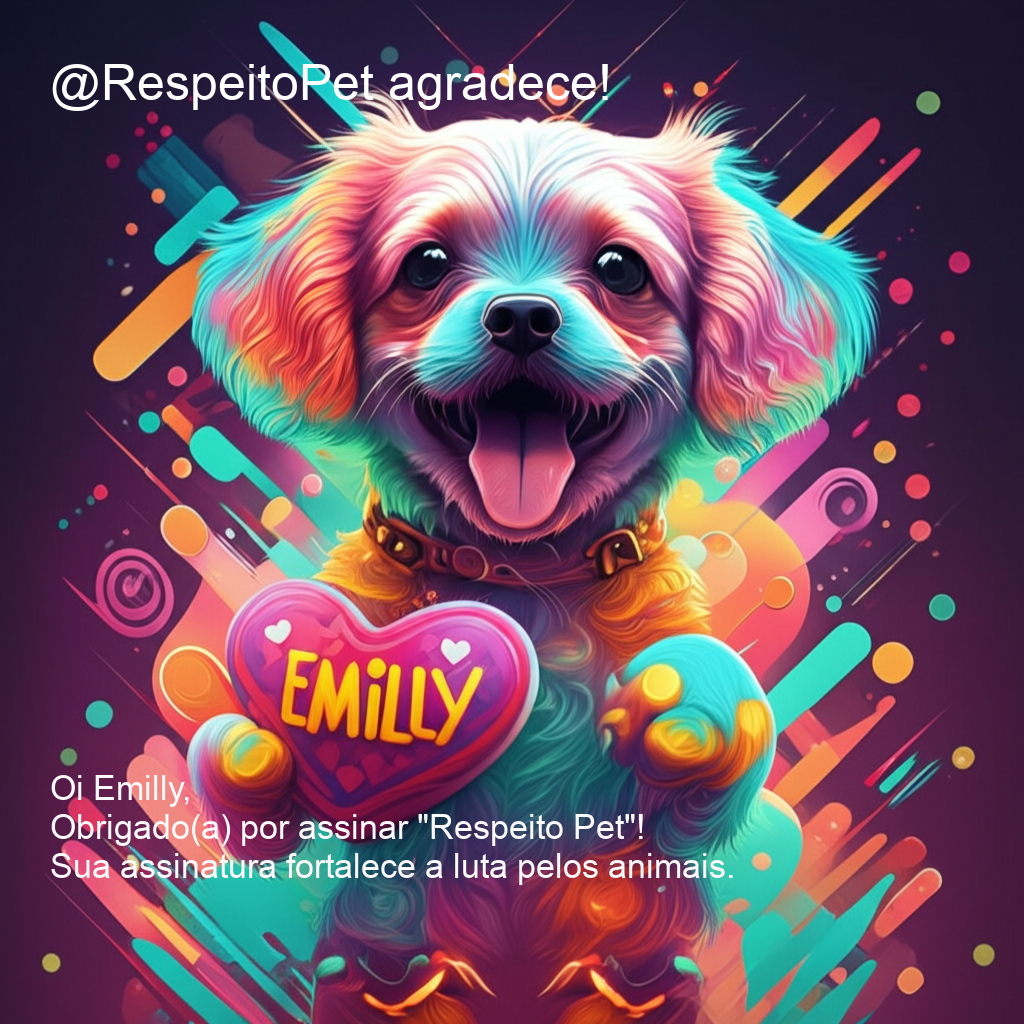 @RespeitoPet agradece!
EMiLLY
Oi Emilly,
Obrigado(a) por assinar "Respeito Pet"!
Sua assinatura fortalece a luta pelos animais.